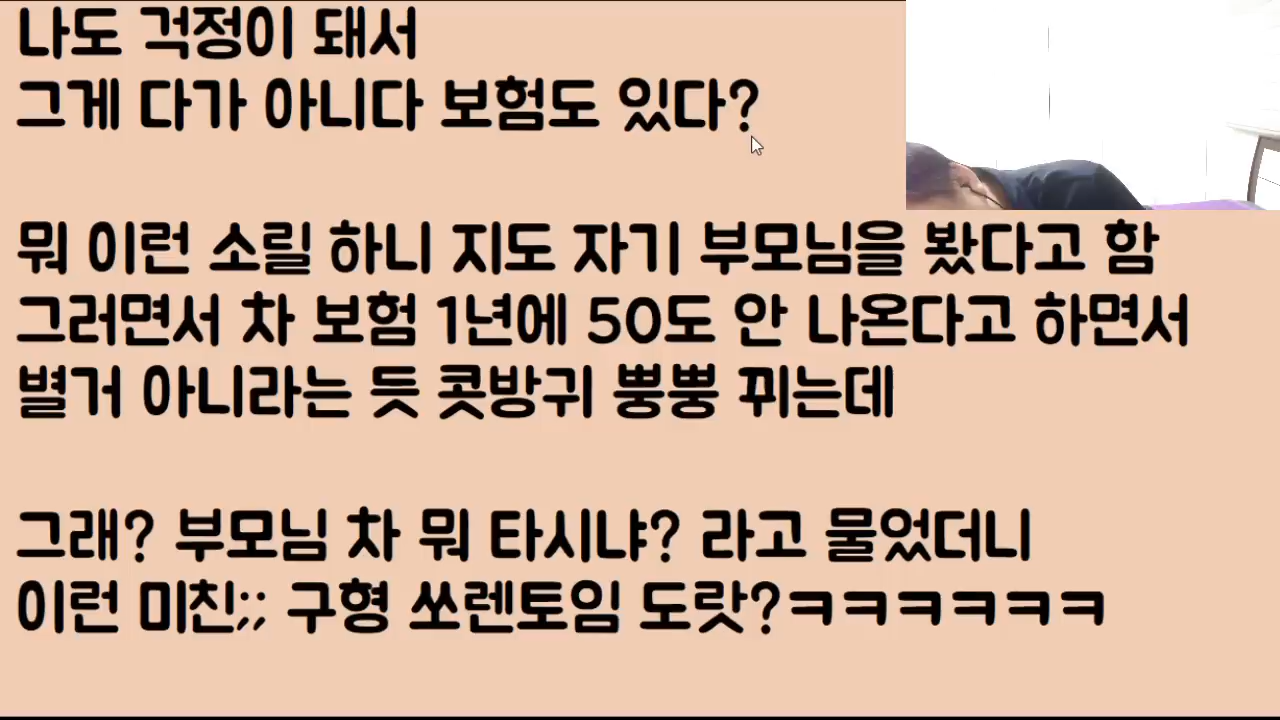 나도 걱정이 돼서
그게 다가 아니다 보험도 있다?
뭐 이런 소릴 하니 지도 자기 부모님을 봤다고 함
그러면서 차 보험 1년에 50도 안 나온다고 하면서
별거 아니라는 듯 콧방귀 뿡뿡 뀌는데
그래? 부모님 차 뭐 타시냐? 라고 물었더니
이런 미친;; 구형 쏘렌토임 도랏?ㅋㅋㅋㅋㅋㅋ